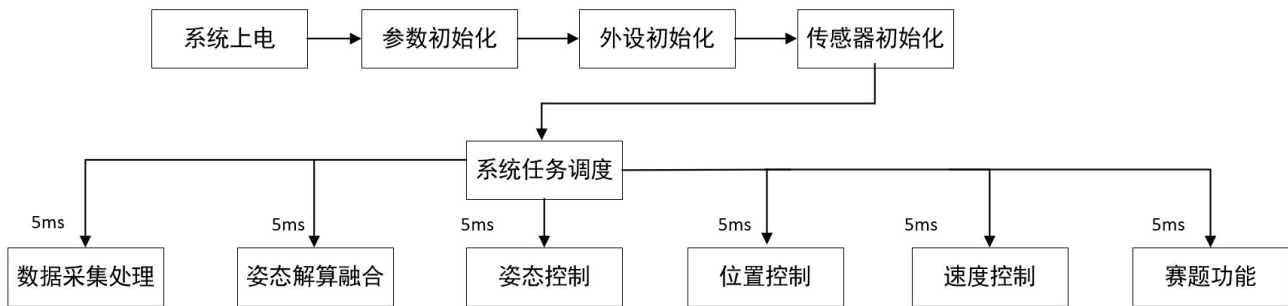 系统上电
参数初始化
外设初始化
传感器初始化
系统任务调度
5ms
5ms
5ms
5ms
5ms
5ms
数据采集处理
姿态解算融合
姿态控制
位置控制
速度控制
赛题功能